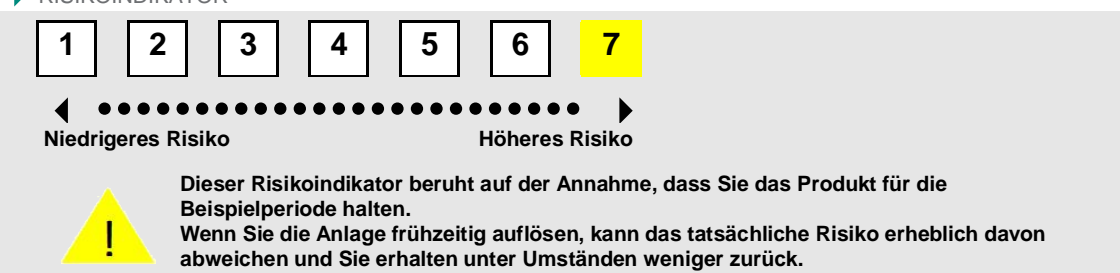 RISIKOINDIKATOR
1 2 3 4 5 6 7
Niedrigeres Risiko Höheres Risiko
Dieser Risikoindikator beruht auf der Annahme, dass Sie das Produkt für die
Beispielperiode halten.
Wenn Sie die Anlage frühzeitig auflösen, kann das tatsächliche Risiko erheblich davon
abweichen und Sie erhalten unter Umständen weniger zurück.
!